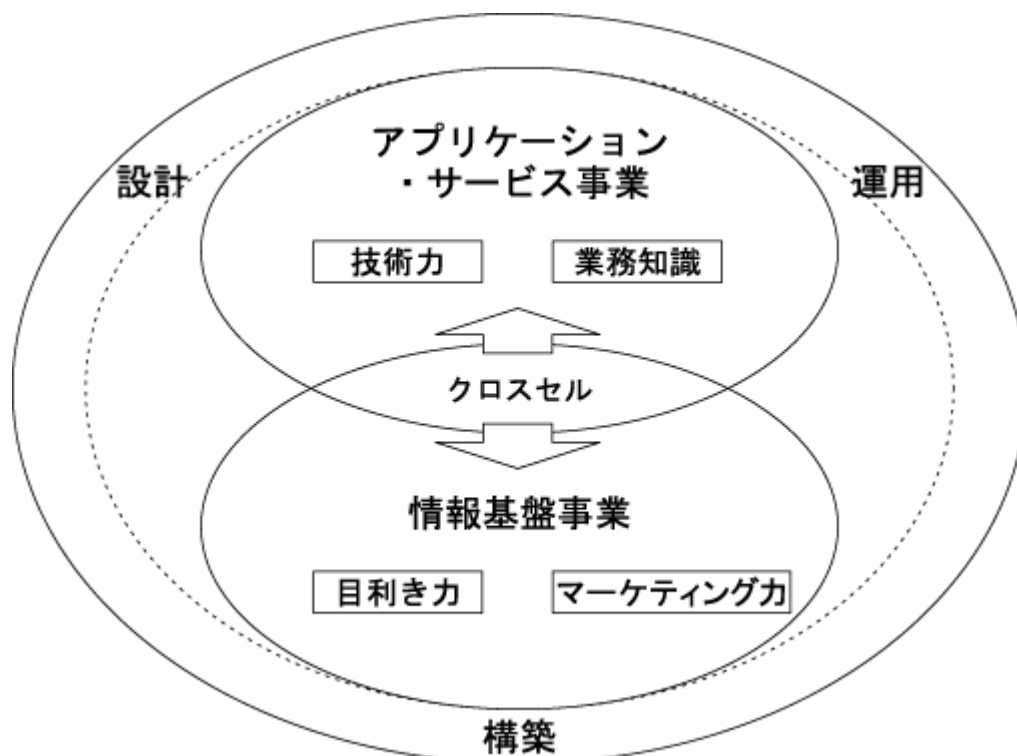 アプリケーション
・サービス事業
設計
運用
技術力
業務知識
クロスセル
情報基盤事業
目利き力
マーケティング力
構築